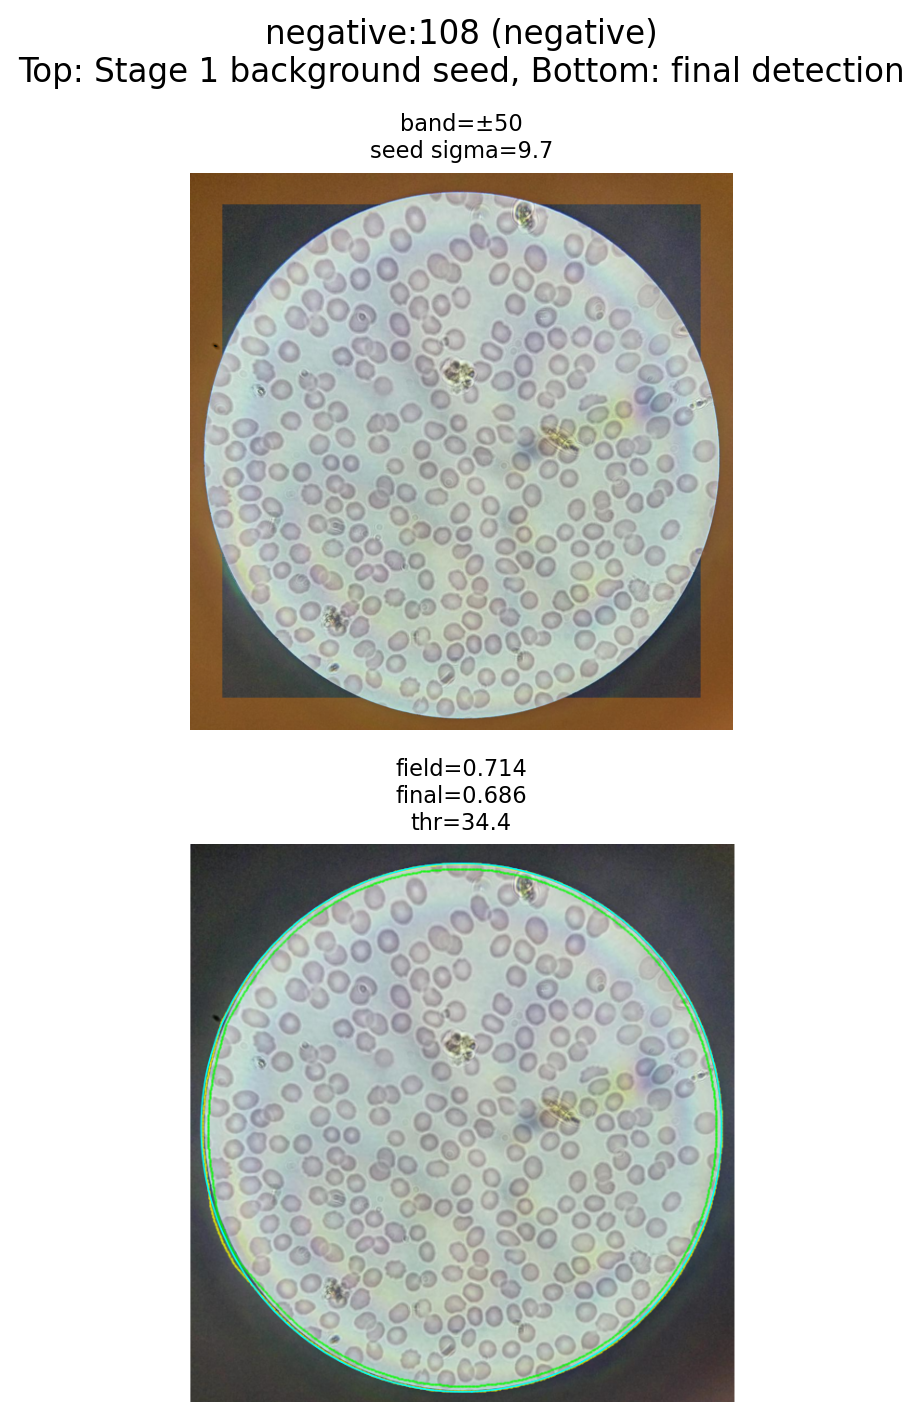 negative:108 (negative)
Top: Stage 1 background seed, Bottom: final detection
band=±50
seed sigma=9.7
field=0.714
final=0.686
thr=34.4